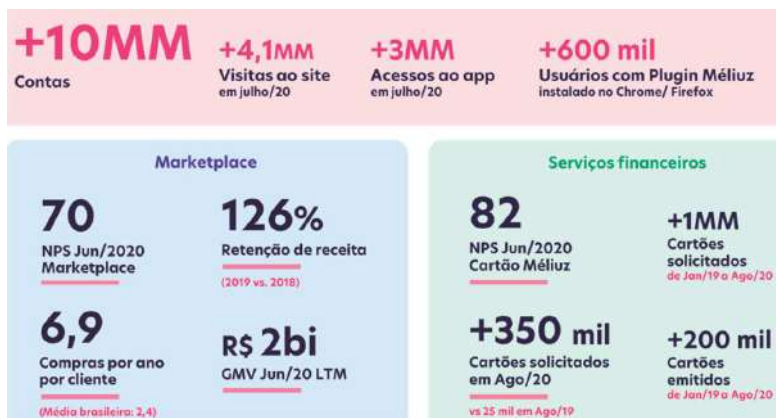 +10MM
Contas
+4,1MM
Visitas ao site
em julho/20
+3MM
Acessos ao app
em julho/20
+600 mil
Usuários com Plugin Méliuz
instalado no Chrome/ Firefox
Marketplace
70
NPS Jun/2020
Marketplace
126%
Retenção de receita
(2019 vs. 2018)
6,9
Compras por ano
por cliente
(Média brasileiro: 2,4)
R$ 2bi
GMV Jun/20 LTM
Serviços financeiros
82
NPS Jun/2020
Cartão Méliuz
+1MM
Cartões
solicitados
de Jan/19 a Ago/20
+350 mil
Cartões solicitados
em Ago/20
vs 25 mil em Ago/19
+200 mil
Cartões
emitidos
de Jan/19 a Ago/20